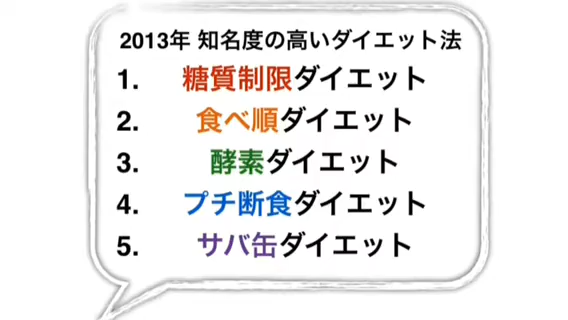 2013年 知名度の高いダイエット法
1. 糖質制限ダイエット
2. 食べ順ダイエット
3. 酵素ダイエット
4. プチ断食ダイエット
5. サバ缶ダイエット